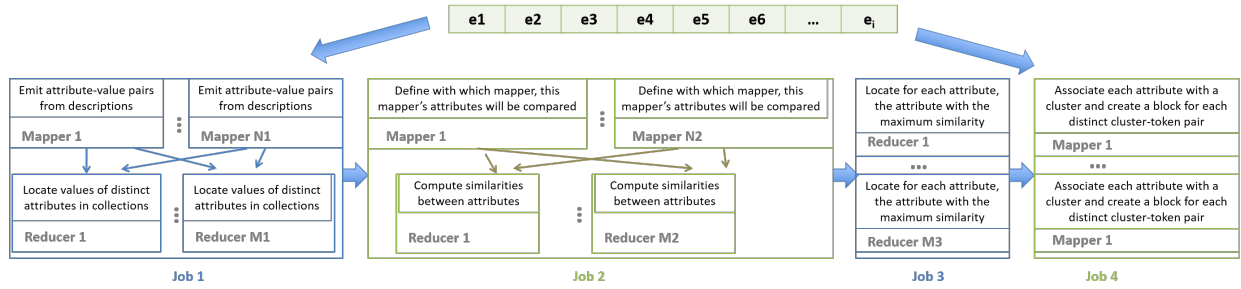 e1 e2 e3 e4 e5 e6 ... ei
Emit attribute-value pairs
from descriptions
Mapper 1
Emit attribute-value pairs
from descriptions
Mapper N1
Locate values of distinct
attributes in collections
Reducer 1
Locate values of distinct
attributes in collections
Reducer M1
Job 1
Define with which mapper, this
mapper's attributes will be compared
Mapper 1
Define with which mapper, this
mapper's attributes will be compared
Mapper N2
Compute similarities
between attributes
Reducer 1
Compute similarities
between attributes
Reducer M2
Job 2
Locate for each attribute,
the attribute with the
maximum similarity
Reducer 1
...
Locate for each attribute,
the attribute with the
maximum similarity
Reducer M3
Job 3
Associate each attribute with a
cluster and create a block for each
distinct cluster-token pair
Mapper 1
...
Associate each attribute with a
cluster and create a block for each
distinct cluster-token pair
Mapper 1
Job 4